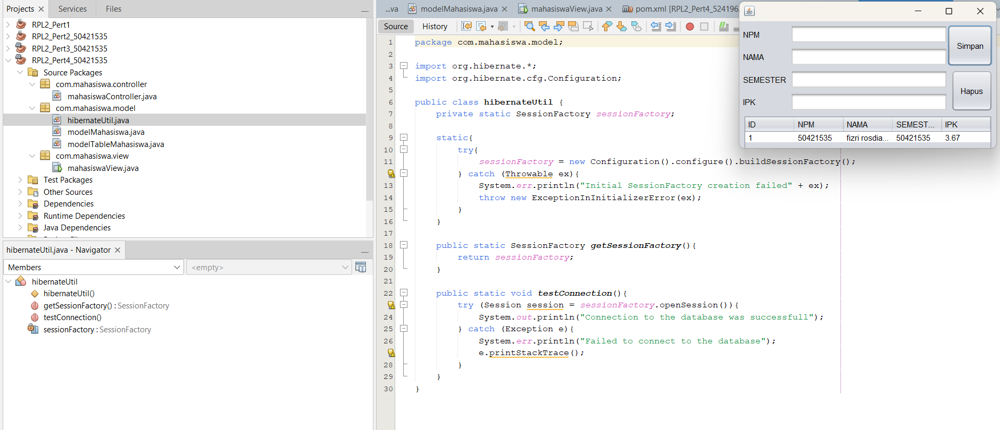 Projects
Services
Files
RPL2_Pert1
RPL2_Pert2_50421535
RPL2_Pert3_50421535
RPL2_Pert4_50421535
Source Packages
com.mahasiswa.controller
mahasiswaController.java
com.mahasiswa.model
hibernateUtil.java
modelMahasiswa.java
modelTableMahasiswa.java
com.mahasiswa.view
mahasiswaView.java
Test Packages
Other Sources
Dependencies
Runtime Dependencies
Java Dependencies
hibernateUtil.java - Navigator
Members
<empty>
hibernateUtil
hibernateUtil()
getSessionFactory() : SessionFactory
testConnection()
sessionFactory : SessionFactory
...va
modelMahasiswa.java
mahasiswaView.java
pom.xml [RPL2_Pert4_524196
Source
History
1 package com.mahasiswa.model;
2
3 import org.hibernate.*;
4 import org.hibernate.cfg.Configuration;
5
6 public class hibernateUtil {
7 private static SessionFactory sessionFactory;
8
9 static{
10 try{
11 sessionFactory = new Configuration().configure().buildSessionFactory();
} catch (Throwable ex){
13 System.err.println("Initial SessionFactory creation failed" + ex);
14 throw new ExceptionInInitializerError(ex);
15 }
16 }
17
18 public static SessionFactory getSessionFactory(){
19 return sessionFactory;
20 }
21
22 public static void testConnection(){
try (Session session = sessionFactory.openSession()){
24 System.out.println("Connection to the database was successfull");
25 } catch (Exception e){
26 System.err.println("Failed to connect to the database");
e.printStackTrace();
28 }
29 }
30 }
NPM
NAMA
SEMESTER
IPK
Simpan
Hapus
ID NPM NAMA SEMEST... IPK
1 50421535 fizri rosdia... 50421535 3.67